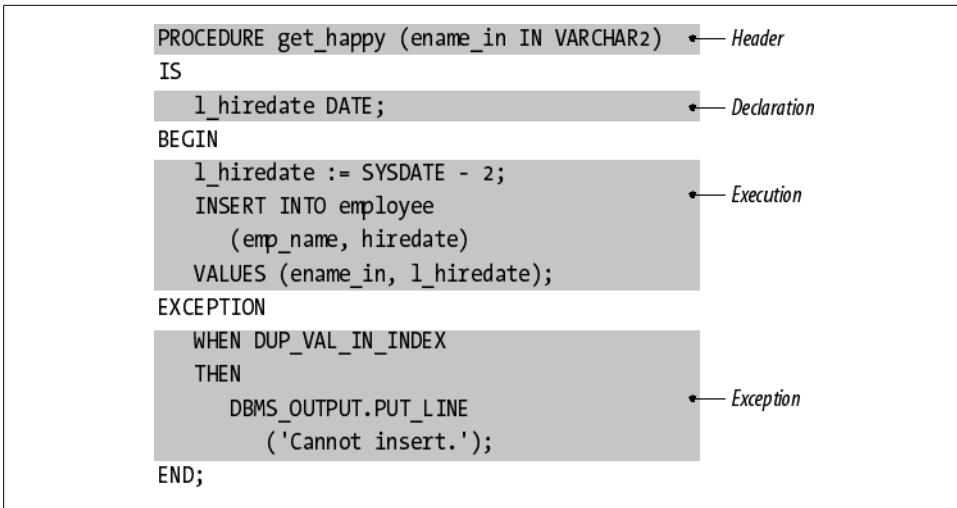 PROCEDURE get_happy (ename_in IN VARCHAR2) Header
IS
l_hiredate DATE; Declaration
BEGIN
l_hiredate := SYSDATE - 2;
INSERT INTO employee Execution
(emp_name, hiredate)
VALUES (ename_in, l_hiredate);
EXCEPTION
WHEN DUP_VAL_IN_INDEX
THEN
DBMS_OUTPUT.PUT_LINE Exception
('Cannot insert.');
END;